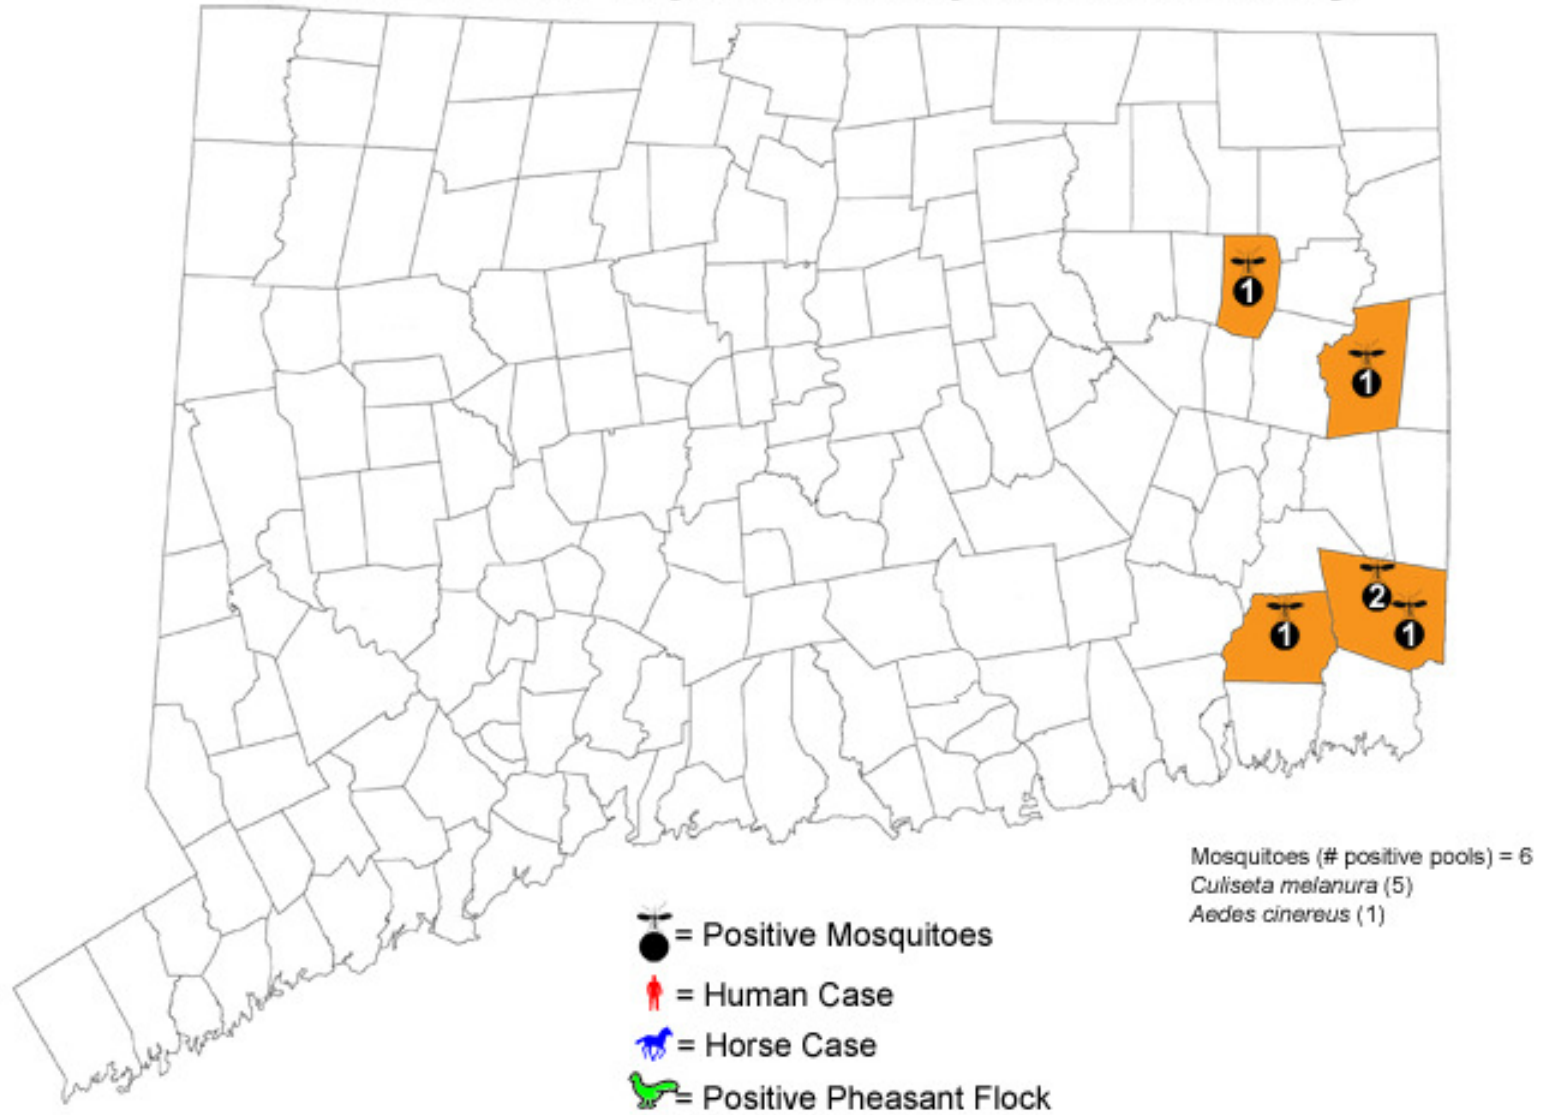 1
1
2
1
1
Mosquitoes (# positive pools) = 6
Culiseta melanura (5)
Aedes cinereus (1)
= Positive Mosquitoes
= Human Case
= Horse Case
= Positive Pheasant Flock